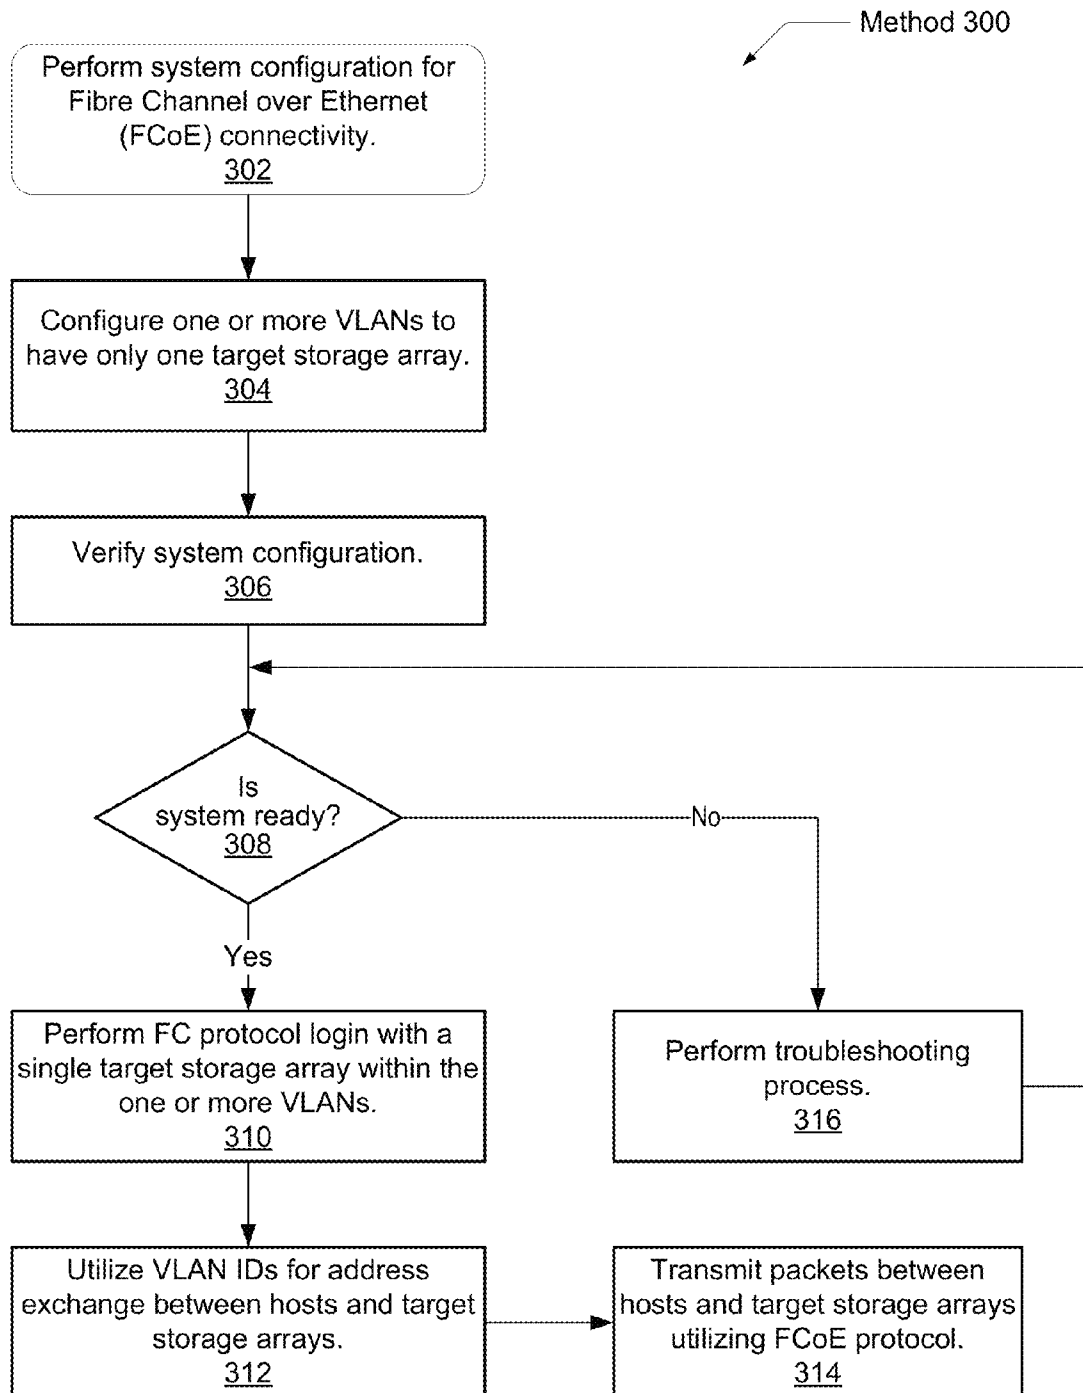 Method 300
Perform system configuration for
Fibre Channel over Ethernet
(FCoE) connectivity.
302
Configure one or more VLANs to
have only one target storage array.
304
Verify system configuration.
306
Is
system ready?
308
No
Yes
Perform FC protocol login with a
single target storage array within the
one or more VLANs.
310
Perform troubleshooting
process.
316
Utilize VLAN IDs for address
exchange between hosts and target
storage arrays.
312
Transmit packets between
hosts and target storage arrays
utilizing FCoE protocol.
314